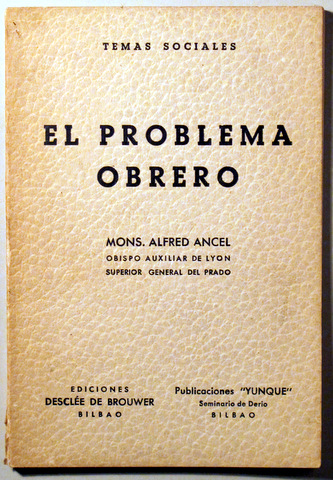 TEMAS SOCIALES
EL PROBLEMA
OBRERO
MONS. ALFRED ANCEL
OBISPO AUXILIAR DE LYON
SUPERIOR GENERAL DEL PRADO
EDICIONES
DESCLÉE DE BROUWER
BILBAO
Publicaciones "YUNQUE"
Seminario de Derio
BILBAO